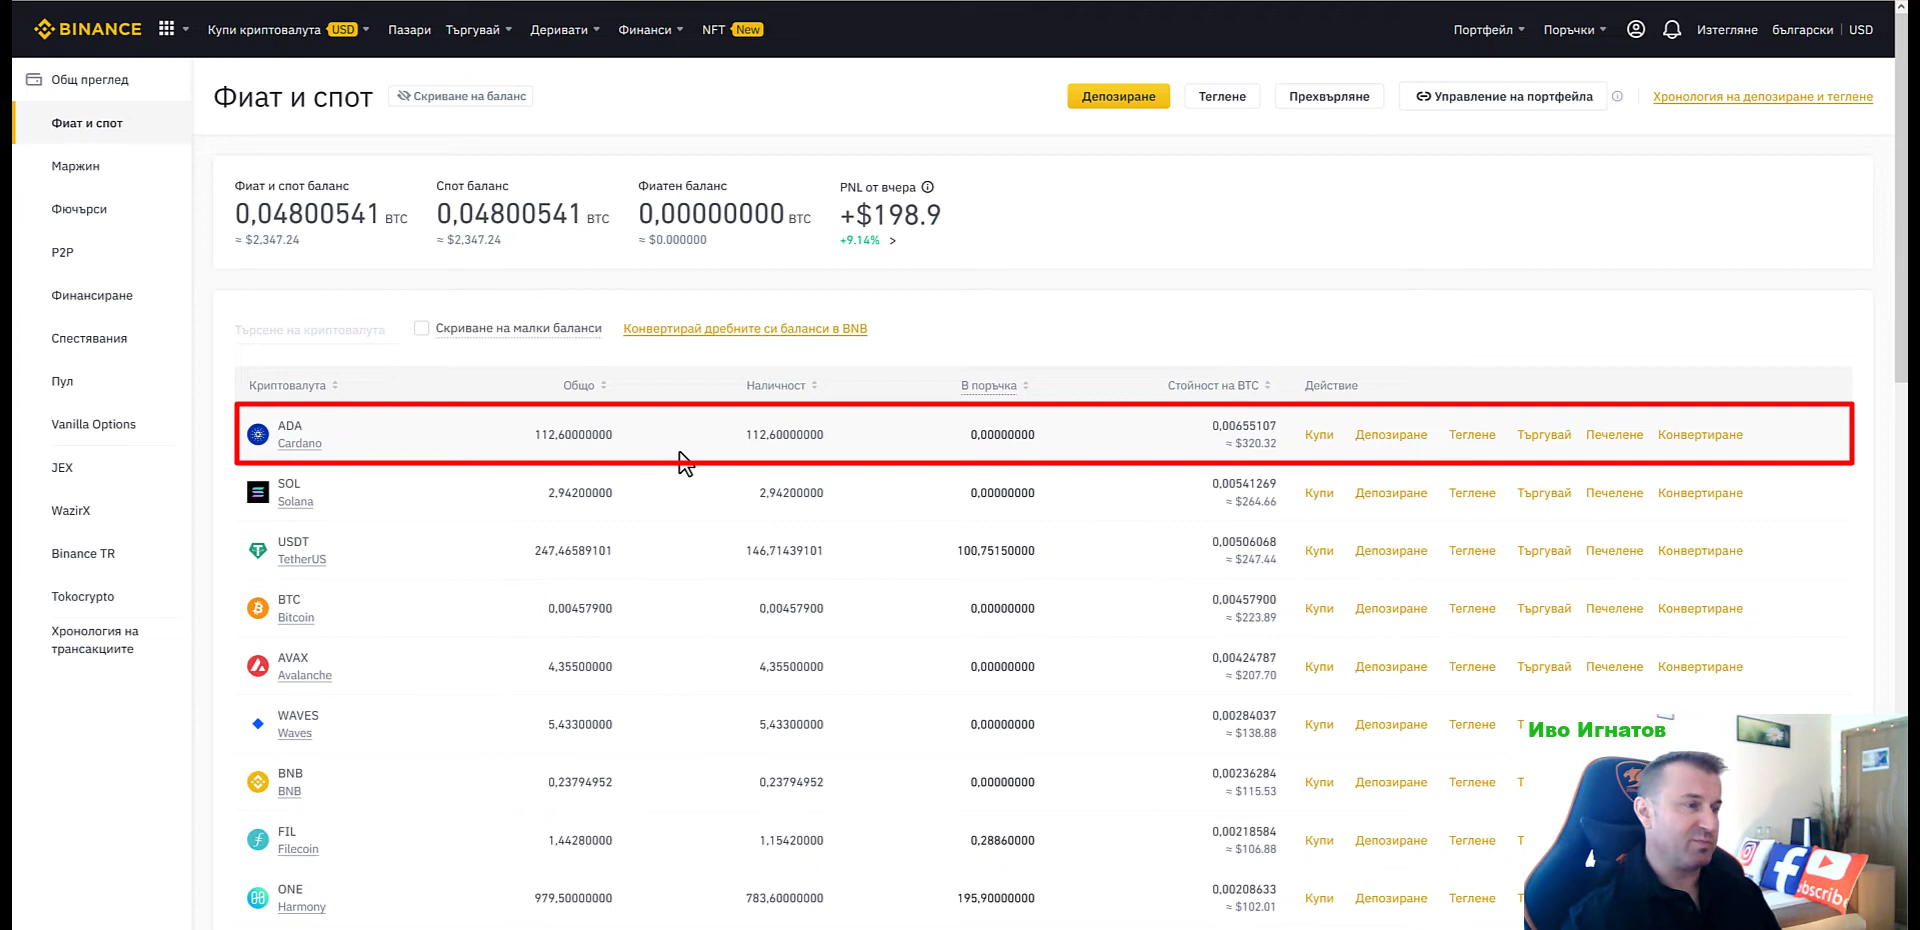 BINANCE
Купи криптовалута USD
Пазари
Търгувай
Деривати
Финанси
NFT New
Портфейл
Поръчки
Изтегляне
български
USD
Общ преглед
Фиат и спот
Маржин
Фючърси
P2P
Финансиране
Спестявания
Пул
Vanilla Options
JEX
WazirX
Binance TR
Tokocrypto
Хронология на
трансакциите
Фиат и спот
Скриване на баланс
Депозиране
Теглене
Прехвърляне
Управление на портфейла
Хронология на депозиране и теглене
Фиат и спот баланс
0,04800541 BTC
≈ $2,347.24
Спот баланс
0,04800541 BTC
≈ $2,347.24
Фиатен баланс
0,00000000 BTC
≈ $0.000000
PNL от вчера
+$198.9
+9.14% >
Търсене на криптовалута
Скриване на малки баланси
Конвертирай дребните си баланси в BNB
Криптовалута Общо Наличност В поръчка Стойност на BTC Действие
ADA
Cardano
112,60000000 112,60000000 0,00000000
0,00655107
≈ $320.32
Купи Депозиране Теглене Търгувай Печелене Конвертиране
SOL
Solana
2,94200000 2,94200000 0,00000000
0,00541269
≈ $264.66
Купи Депозиране Теглене Търгувай Печелене Конвертиране
USDT
TetherUS
247,46589101 146,71439101 100,75150000
0,00506068
≈ $247.44
Купи Депозиране Теглене Търгувай Печелене Конвертиране
BTC
Bitcoin
0,00457900 0,00457900 0,00000000
0,00457900
≈ $223.89
Купи Депозиране Теглене Търгувай Печелене Конвертиране
AVAX
Avalanche
4,35500000 4,35500000 0,00000000
0,00424787
≈ $207.70
Купи Депозиране Теглене Търгувай Печелене Конвертиране
WAVES
Waves
5,43300000 5,43300000 0,00000000
0,00284037
≈ $138.88
Купи Депозиране Теглене Т
BNB
BNB
0,23794952 0,23794952 0,00000000
0,00236284
≈ $115.53
Купи Депозиране Теглене Т
FIL
Filecoin
1,44280000 1,15420000 0,28860000
0,00218584
≈ $106.88
Купи Депозиране Теглене
ONE
Harmony
979,50000000 783,60000000 195,90000000
0,00208633
≈ $102.01
Купи Депозиране Теглене
Иво Игнатов